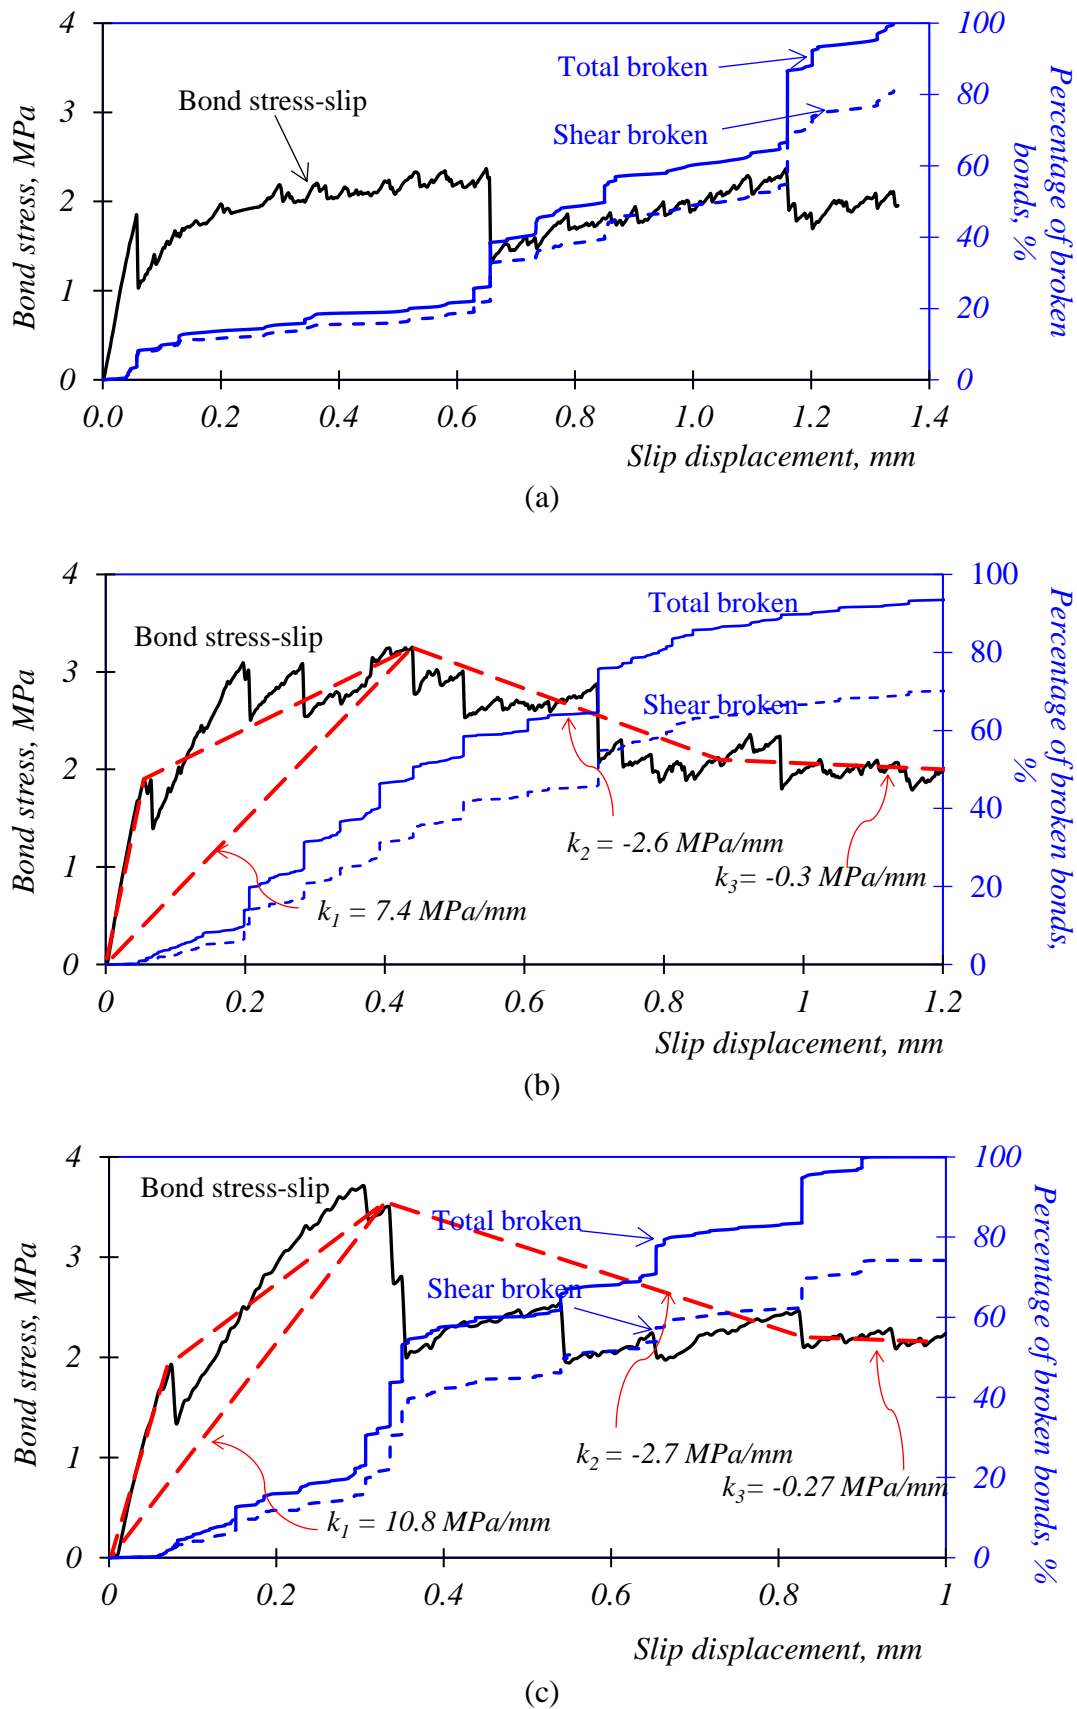 4
3
2
1
0
Bond stress, MPa
Bond stress-slip
Total broken
Shear broken
100
80
60
40
20
0
Percentage of broken
bonds, %
0.0 0.2 0.4 0.6 0.8 1.0 1.2 1.4
Slip displacement, mm
(a)
4
3
2
1
0
Bond stress, MPa
Bond stress-slip
Total broken
Shear broken
k2 = -2.6 MPa/mm
k3= -0.3 MPa/mm
k1 = 7.4 MPa/mm
100
80
60
40
20
0
Percentage of broken bonds,
%
0 0.2 0.4 0.6 0.8 1 1.2
Slip displacement, mm
(b)
4
3
2
1
0
Bond stress, MPa
Bond stress-slip
Total broken
Shear broken
k2 = -2.7 MPa/mm
k3= -0.27 MPa/mm
k1 = 10.8 MPa/mm
100
80
60
40
20
0
Percentage of broken bonds, %
0 0.2 0.4 0.6 0.8 1
Slip displacement, mm
(c)